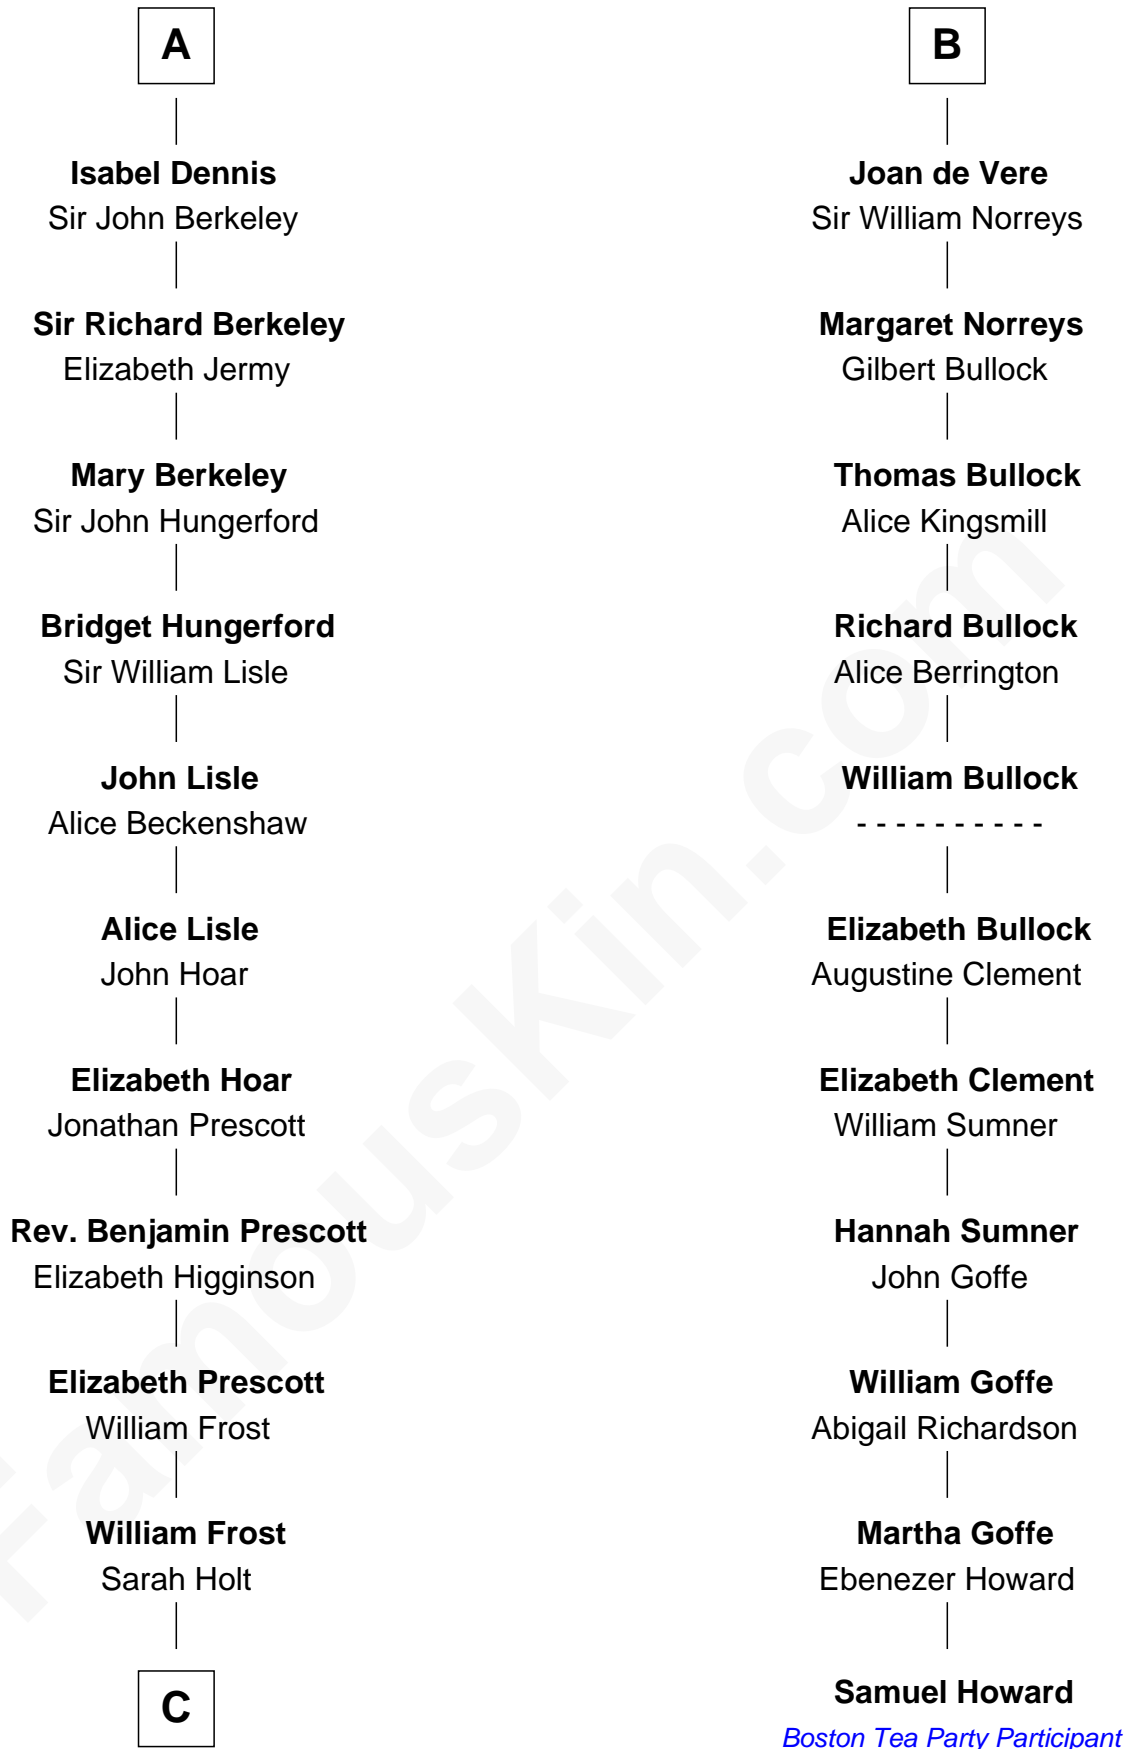 A
Isabel Dennis
Sir John Berkeley
Sir Richard Berkeley
Elizabeth Jermy
Mary Berkeley
Sir John Hungerford
Bridget Hungerford
Sir William Lisle
John Lisle
Alice Beckenshaw
Alice Lisle
John Hoar
Elizabeth Hoar
Jonathan Prescott
Rev. Benjamin Prescott
Elizabeth Higginson
Elizabeth Prescott
William Frost
William Frost
Sarah Holt
C
B
Joan de Vere
Sir William Norreys
Margaret Norreys
Gilbert Bullock
Thomas Bullock
Alice Kingsmill
Richard Bullock
Alice Berrington
William Bullock
- - - - - - - - - -
Elizabeth Bullock
Augustine Clement
Elizabeth Clement
William Sumner
Hannah Sumner
John Goffe
William Goffe
Abigail Richardson
Martha Goffe
Ebenezer Howard
Samuel Howard
Boston Tea Party Participant
FamousKin.com